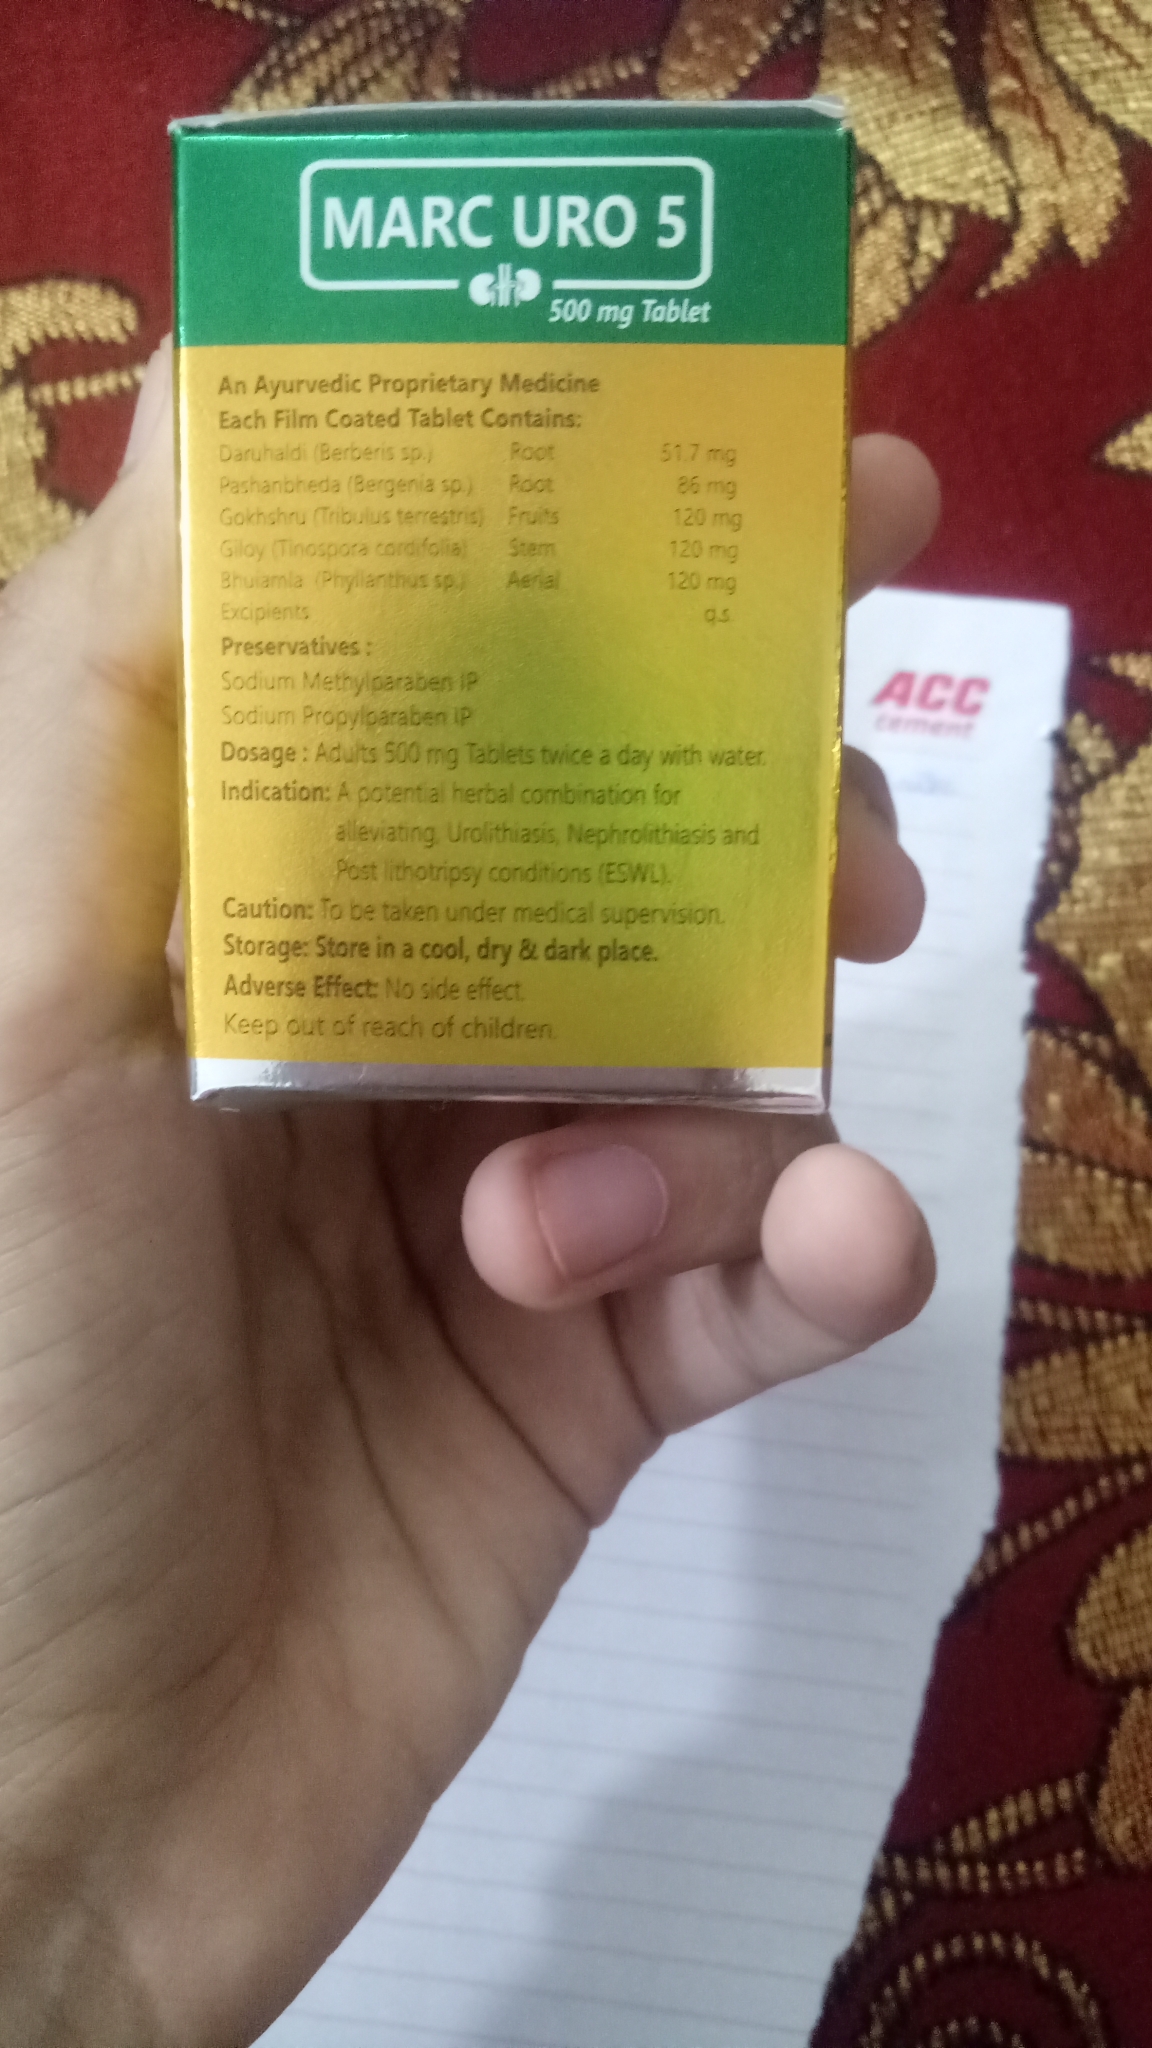 MARC URO 5
500 mg Tablet
An Ayurvedic Proprietary Medicine
Each Film Coated Tablet Contains:
Daruhaldi (Berberis sp.) Root 51.7 mg
Pashanbheda (Bergenia sp.) Root 86 mg
Gokhshru (Tribulus terrestris) Fruits 120 mg
Giloy (Tinospora cordifolia) Stem 120 mg
Bhuiamla (Phyllanthus sp.) Aerial 120 mg
Excipients q.s.
Preservatives :
Sodium Methylparaben IP
Sodium Propylparaben IP
Dosage : Adults 500 mg Tablets twice a day with water.
Indication: A potential herbal combination for
alleviating, Urolithiasis, Nephrolithiasis and
Post lithotripsy conditions (ESWL).
Caution: To be taken under medical supervision.
Storage: Store in a cool, dry & dark place.
Adverse Effect: No side effect.
Keep out of reach of children.
ACC
cement